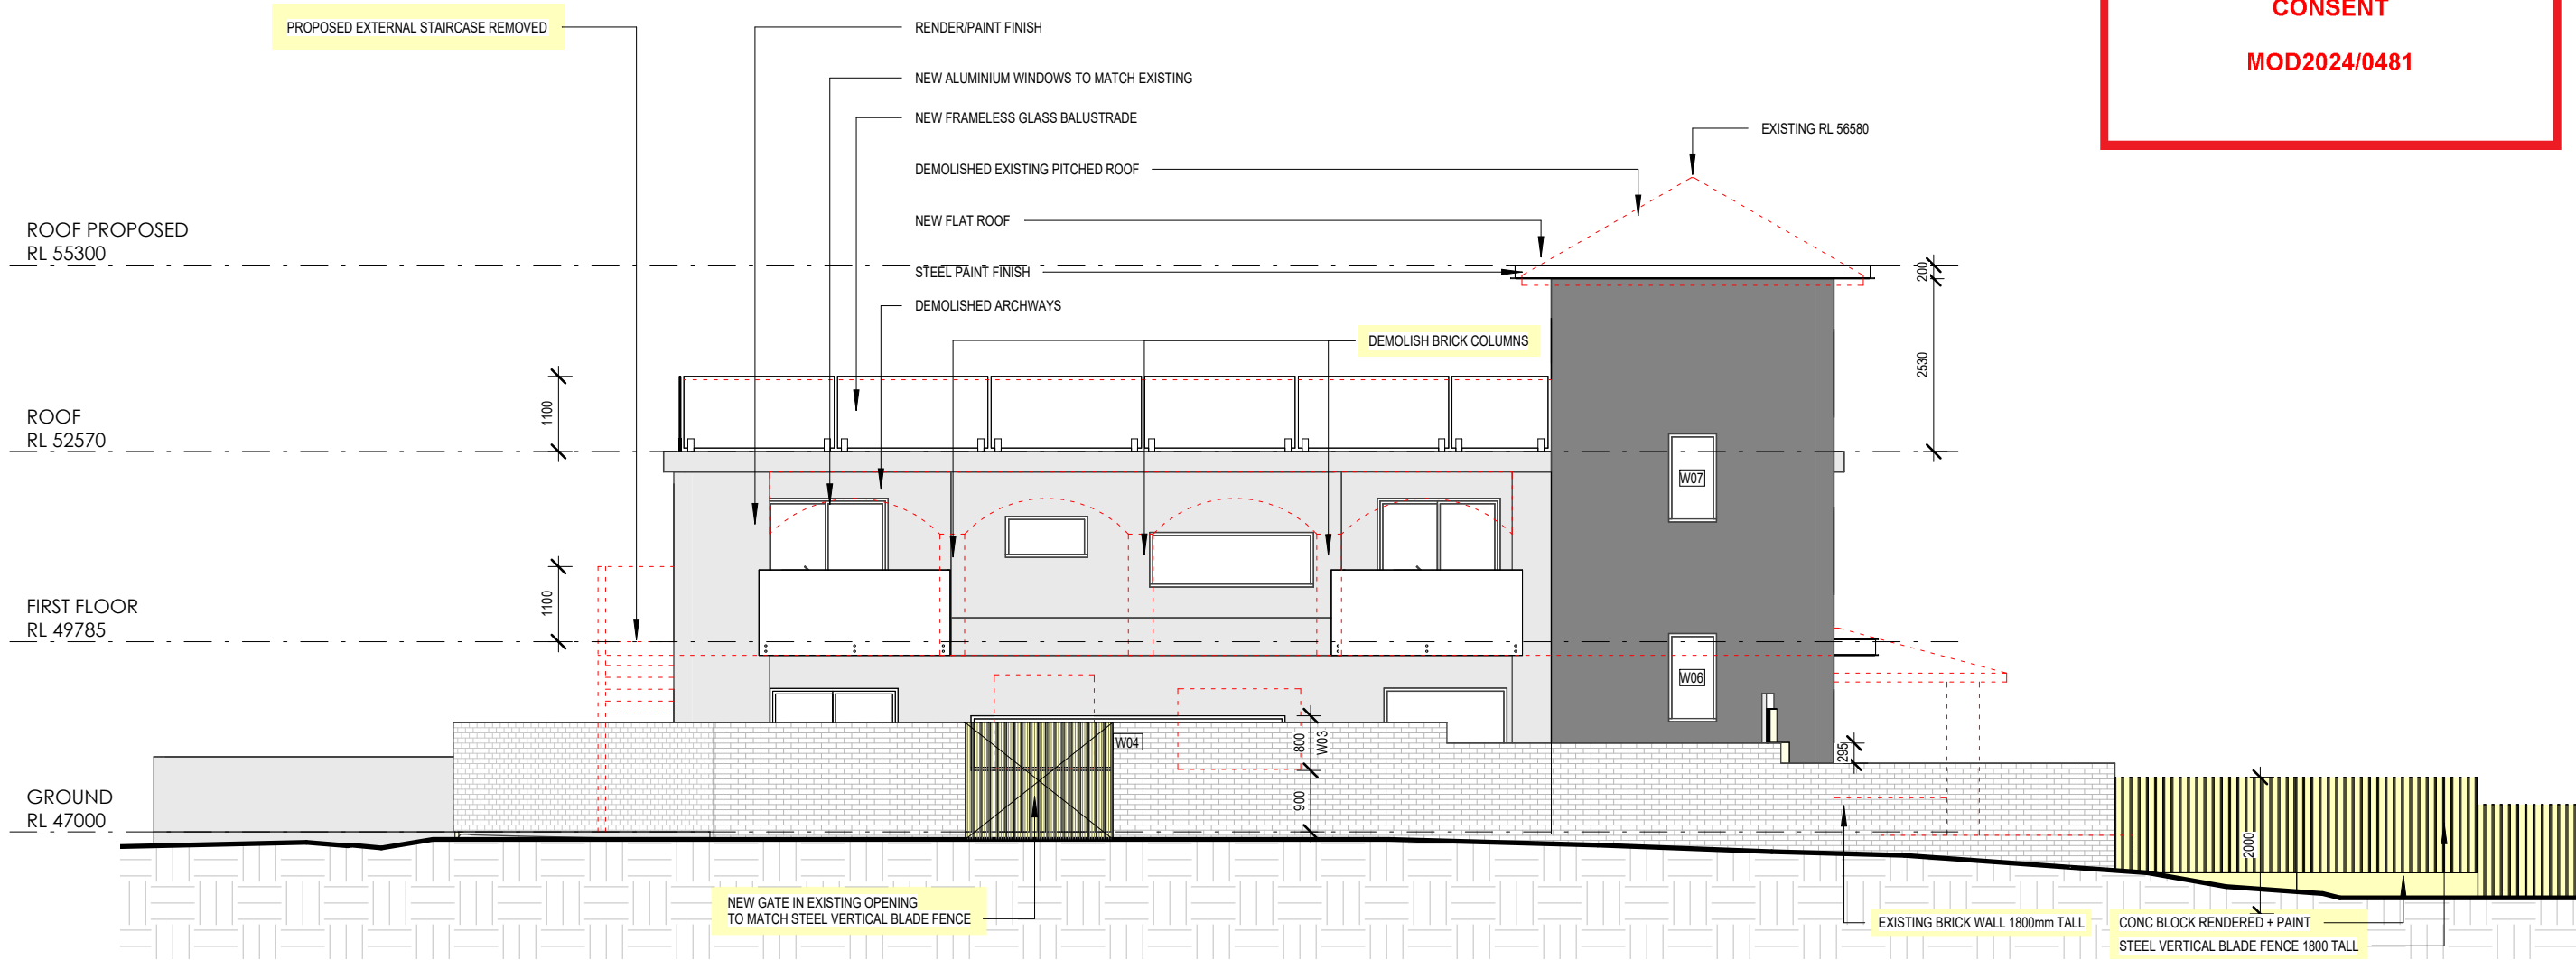 CONSENT
MOD2024/0481
PROPOSED EXTERNAL STAIRCASE REMOVED
RENDER/PAINT FINISH
NEW ALUMINIUM WINDOWS TO MATCH EXISTING
NEW FRAMELESS GLASS BALUSTRADE
EXISTING RL 56580
DEMOLISHED EXISTING PITCHED ROOF
NEW FLAT ROOF
ROOF PROPOSED
RL 55300
STEEL PAINT FINISH
200
DEMOLISHED ARCHWAYS
DEMOLISH BRICK COLUMNS
2530
1100
ROOF
RL 52570
W07
1100
FIRST FLOOR
RL 49785
W06
W04
800
W03
295
GROUND
RL 47000
900
2000
NEW GATE IN EXISTING OPENING
TO MATCH STEEL VERTICAL BLADE FENCE
EXISTING BRICK WALL 1800mm TALL
CONC BLOCK RENDERED + PAINT
STEEL VERTICAL BLADE FENCE 1800 TALL